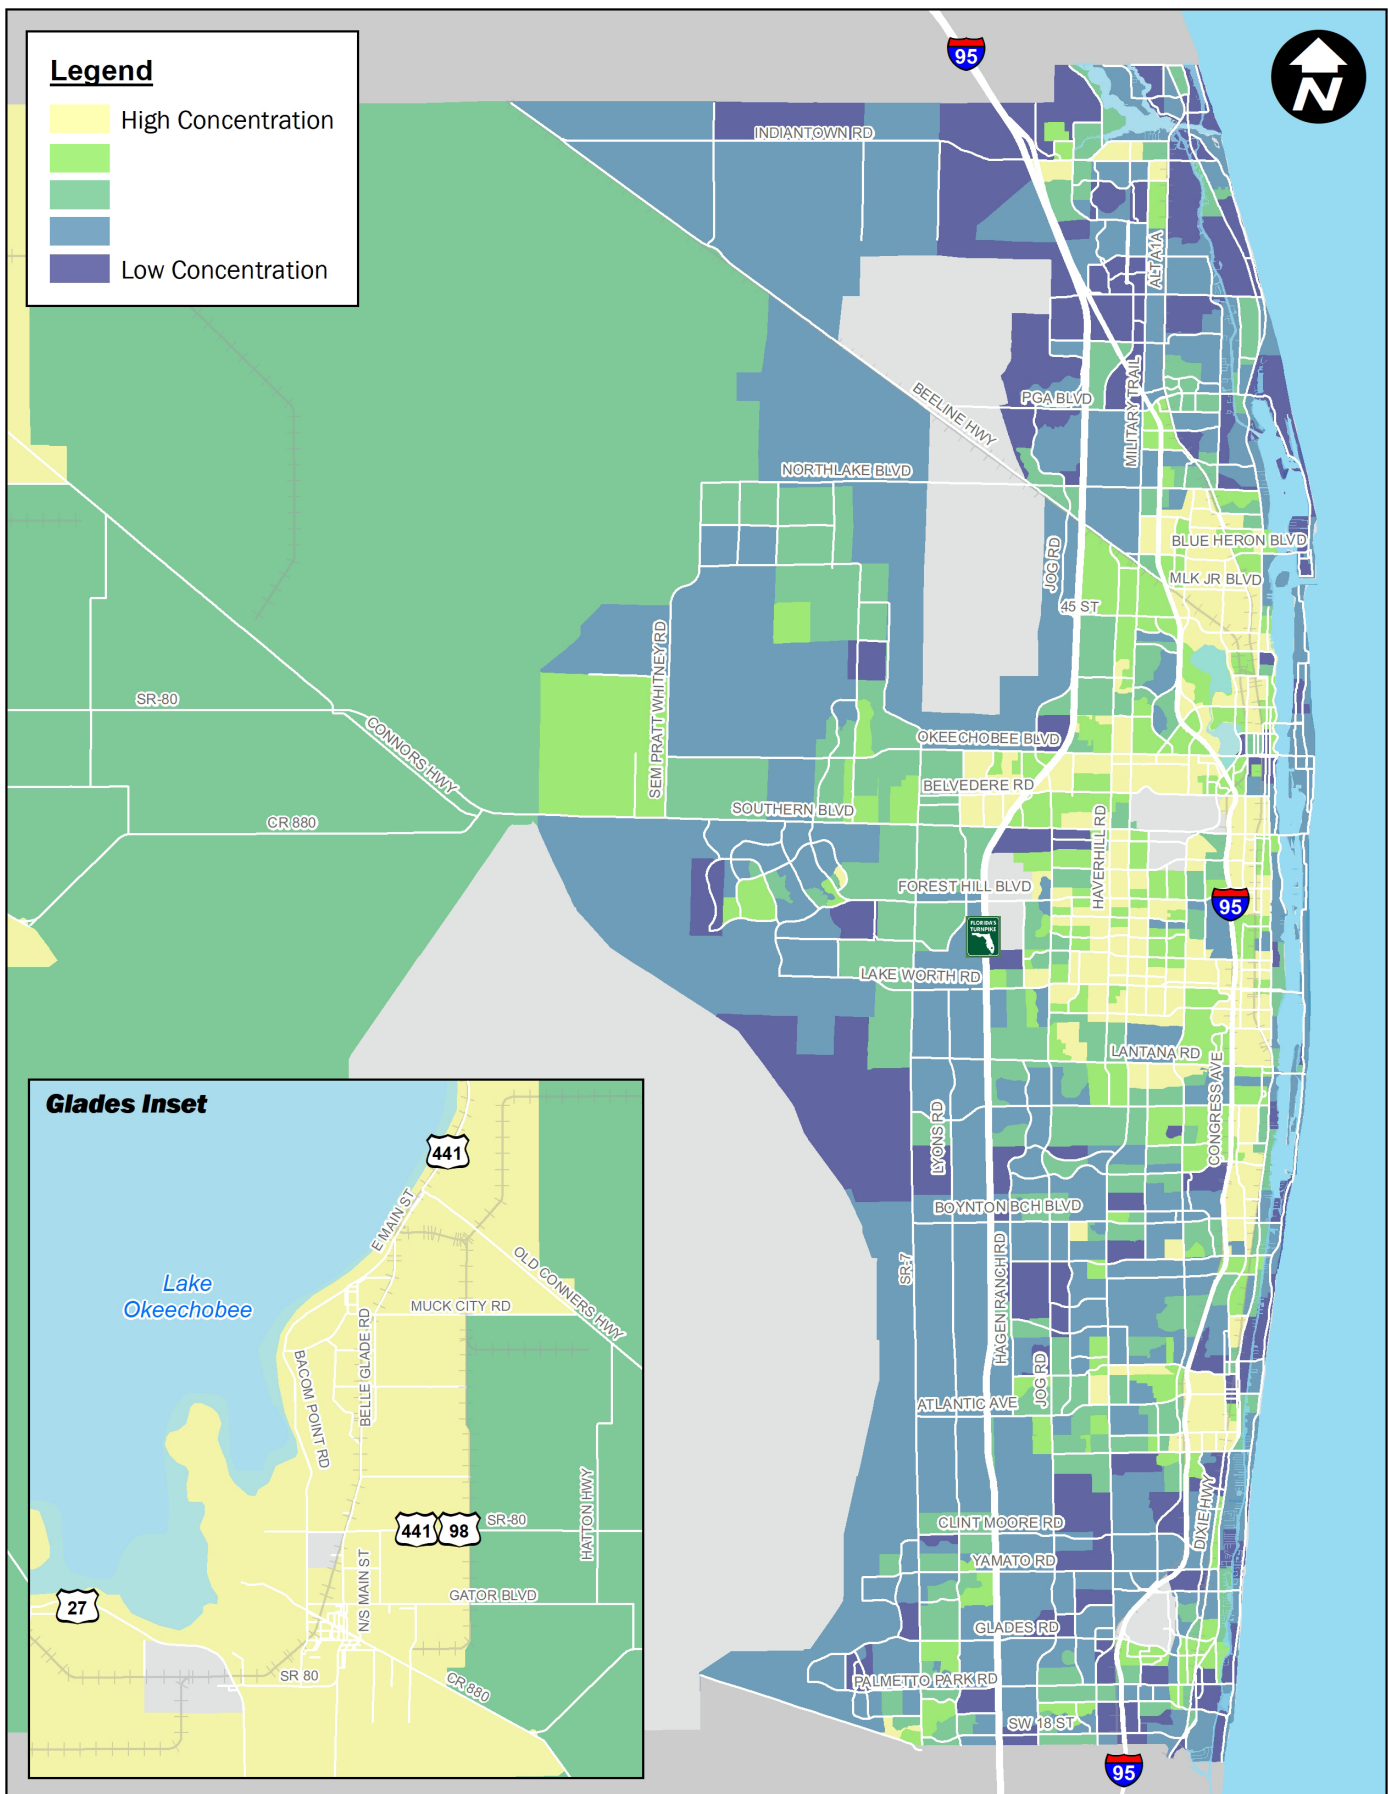 Legend
High Concentration
Low Concentration
95
N
INDIANTOWN RD
ALT A1A
BEELINE HWY
PGA BLVD
MILITARY TRAIL
NORTHLAKE BLVD
BLUE HERON BLVD
JOG RD
MLK JR BLVD
45 ST
SEM PRATT WHITNEY RD
SR-80
CONNORS HWY
OKEECHOBEE BLVD
BELVEDERE RD
SOUTHERN BLVD
CR 880
HAVERHILL RD
FOREST HILL BLVD
95
FLORIDA'S
TURNPIKE
LAKE WORTH RD
LANTANA RD
CONGRESS AVE
LYONS RD
BOYNTON BCH BLVD
SR-7
HAGEN RANCH RD
JOG RD
ATLANTIC AVE
DIXIE HWY
CLINT MOORE RD
YAMATO RD
GLADES RD
PALMETTO PARK RD
SW 18 ST
95
Glades Inset
441
E MAIN ST
OLD CONNERS HWY
Lake
Okeechobee
MUCK CITY RD
BELLE GLADE RD
BACOM POINT RD
HATTON HWY
441
98
SR-80
N/S MAIN ST
GATOR BLVD
27
SR 80
CR 880